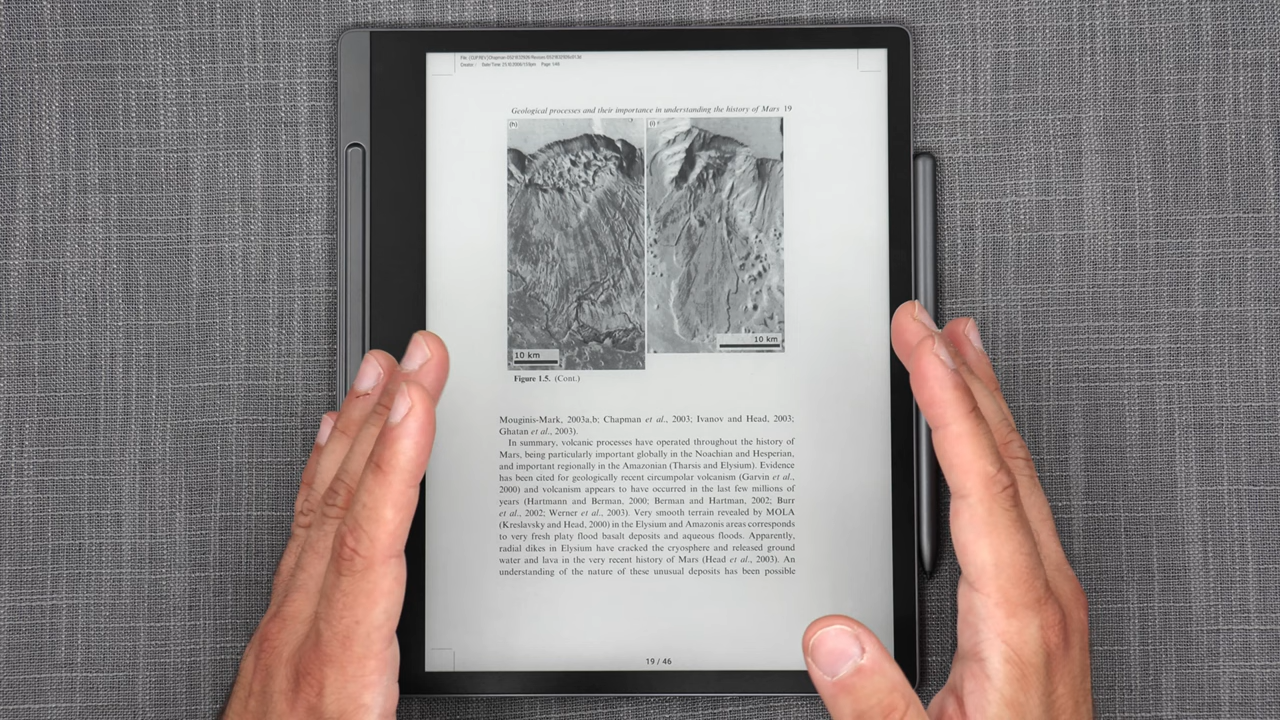 Geological processes and their importance in understanding the history of Mars 19
(h)
(i)
10 km
10 km
Figure 1.5. (Cont.)
Mouginis-Mark, 2003a,b; Chapman et al., 2003; Ivanov and Head, 2003;
Ghatan et al., 2003).
In summary, volcanic processes have operated throughout the history of
Mars, being particularly important globally in the Noachian and Hesperian,
and important regionally in the Amazonian (Tharsis and Elysium). Evidence
has been cited for geologically recent circumpolar volcanism (Garvin et al.,
2000) and volcanism appears to have occurred in the last few millions of
years (Hartmann and Berman, 2000; Berman and Hartman, 2002; Burr
et al., 2002; Werner et al., 2003). Very smooth terrain revealed by MOLA
(Kreslavsky and Head, 2000) in the Elysium and Amazonis areas corresponds
to very fresh platy flood basalt deposits and aqueous floods. Apparently,
radial dikes in Elysium have cracked the cryosphere and released ground
water and lava in the very recent history of Mars (Head et al., 2003). An
understanding of the nature of these unusual deposits has been possible
19 / 46